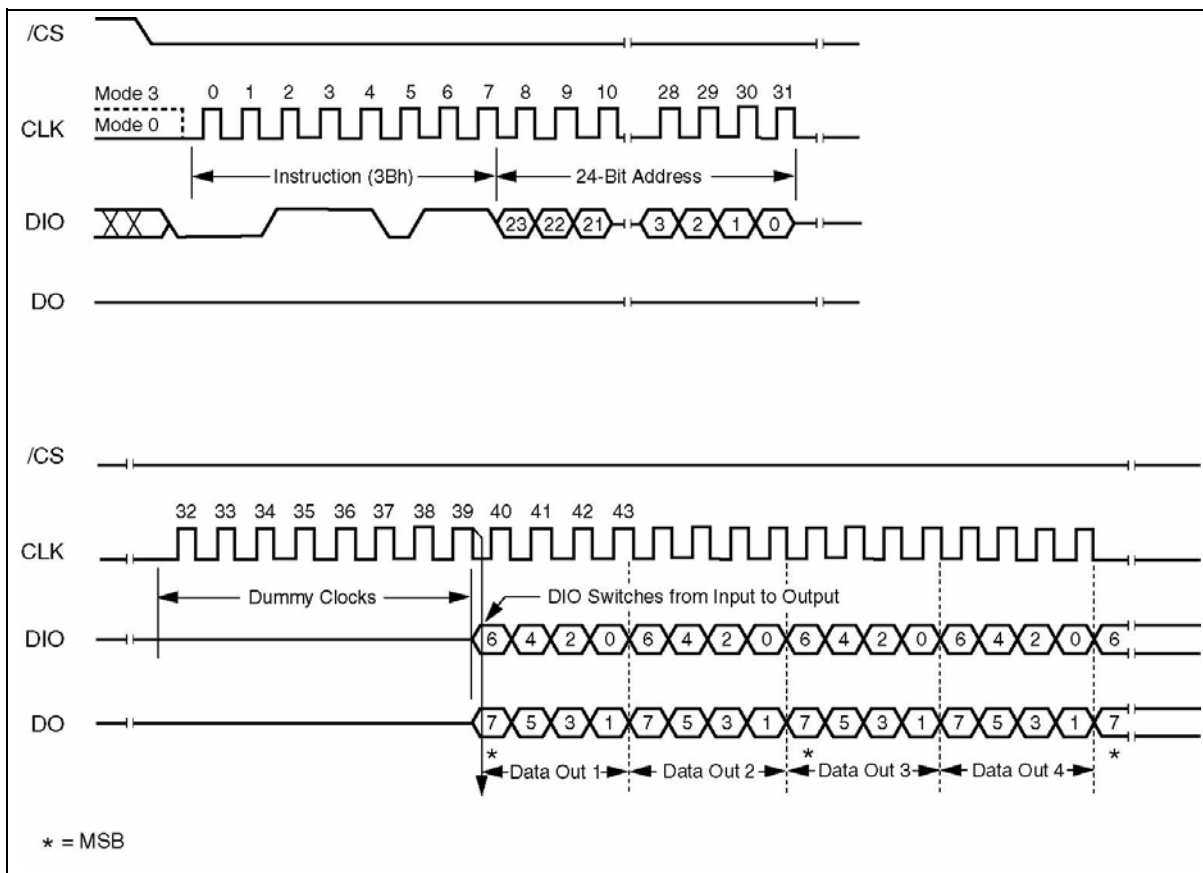 /CS
Mode 3 0 1 2 3 4 5 6 7 8 9 10 28 29 30 31
CLK Mode 0
Instruction (3Bh) 24-Bit Address
DIO 23 22 21 3 2 1 0
DO
/CS
32 33 34 35 36 37 38 39 40 41 42 43
CLK
Dummy Clocks DIO Switches from Input to Output
DIO 6 4 2 0 6 4 2 0 6 4 2 0 6 4 2 0 6
DO 7 5 3 1 7 5 3 1 7 5 3 1 7 5 3 1 7
* * *
Data Out 1 Data Out 2 Data Out 3 Data Out 4
* = MSB